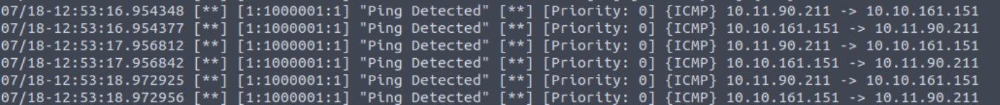 07/18-12:53:16.954348 [**] [1:1000001:1] "Ping Detected" [**] [Priority: 0] {ICMP} 10.11.90.211 -> 10.10.161.151
07/18-12:53:16.954377 [**] [1:1000001:1] "Ping Detected" [**] [Priority: 0] {ICMP} 10.10.161.151 -> 10.11.90.211
07/18-12:53:17.956812 [**] [1:1000001:1] "Ping Detected" [**] [Priority: 0] {ICMP} 10.11.90.211 -> 10.10.161.151
07/18-12:53:17.956842 [**] [1:1000001:1] "Ping Detected" [**] [Priority: 0] {ICMP} 10.10.161.151 -> 10.11.90.211
07/18-12:53:18.972925 [**] [1:1000001:1] "Ping Detected" [**] [Priority: 0] {ICMP} 10.11.90.211 -> 10.10.161.151
07/18-12:53:18.972956 [**] [1:1000001:1] "Ping Detected" [**] [Priority: 0] {ICMP} 10.10.161.151 -> 10.11.90.211